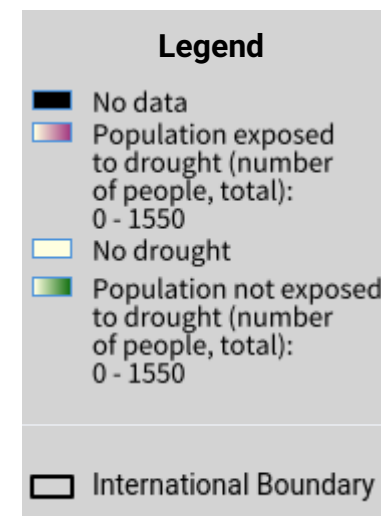 Legend
No data
Population exposed
to drought (number
of people, total):
0 - 1550
No drought
Population not exposed
to drought (number
of people, total):
0 - 1550
International Boundary